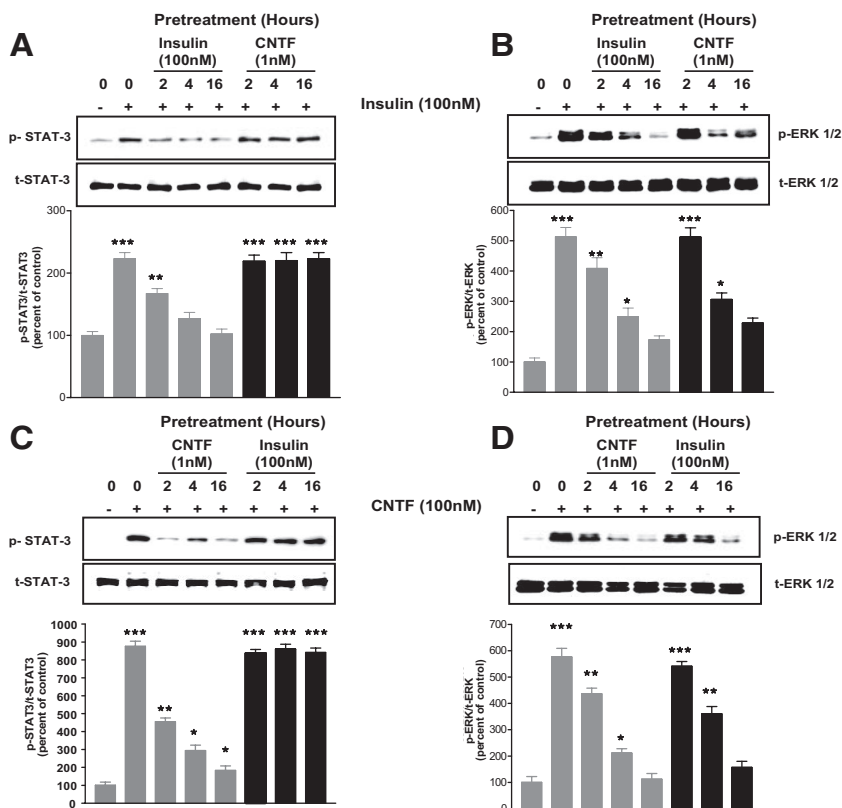 A
Pretreatment (Hours)
Insulin (100nM)
CNTF (1nM)
0 0 2 4 16 2 4 16
- + + + + + + +
p- STAT-3
t-STAT-3
300
200
100
0
p-STAT3/t-STAT3
(percent of control)
*** ** *** *** ***
Insulin (100nM)
B
Pretreatment (Hours)
Insulin (100nM)
CNTF (1nM)
0 0 2 4 16 2 4 16
- + + + + + + +
p-ERK 1/2
t-ERK 1/2
600
500
400
300
200
100
0
p-ERK/t-ERK
(percent of control)
*** ** * *** *
C
Pretreatment (Hours)
CNTF (1nM)
Insulin (100nM)
0 0 2 4 16 2 4 16
- + + + + + + +
p- STAT-3
t-STAT-3
1000
900
800
700
600
500
400
300
200
100
0
p-STAT3/t-STAT3
(percent of control)
*** ** * * *** *** ***
CNTF (100nM)
D
Pretreatment (Hours)
CNTF (1nM)
Insulin (100nM)
0 0 2 4 16 2 4 16
- + + + + + + +
p-ERK 1/2
t-ERK 1/2
700
600
500
400
300
200
100
0
p-ERK/t-ERK
(percent of control)
*** ** * *** **